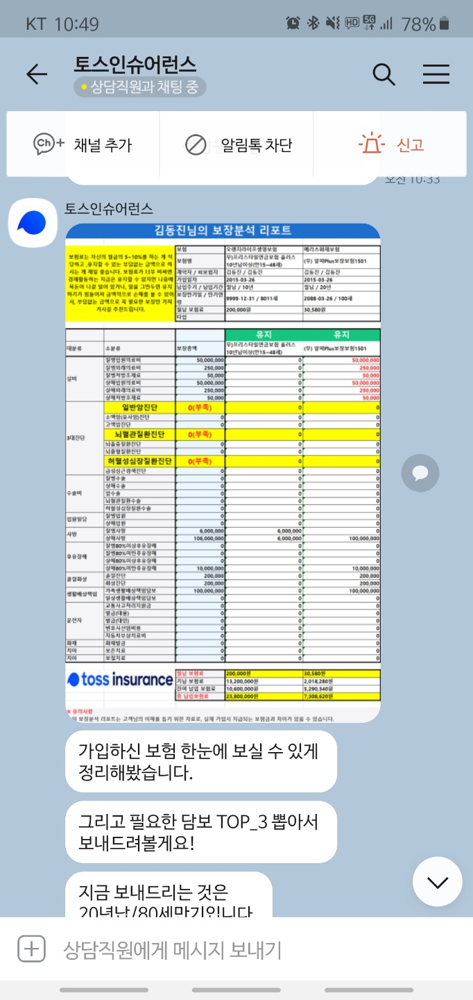 KT 10:49
HD 5G 78%
토스인슈어런스
상담직원과 채팅 중
Ch+ 채널 추가
알림톡 차단
신고
오전 10:33
토스인슈어런스
김동진님의 보장분석 리포트
보험료는 자신의 월급의 5~10%를 하는 게 적
당하고 ,유지할 수 있는 부담없는 금액으로 하
시는 게 제일 좋습니다. 보험료가 너무 비싸면
경제활동하는 지금은 유지할 수 있지만 나중에
목돈이 나갈 일이 있거나, 일을 그만두면 유지
하기가 힘들어져 금액적으로 손해를 볼 수 있어
서, 부담없는 금액으로 꼭 필요한 보장만 가져
가시길 추천드립니다.
보험 오렌지라이프생명보험 메리츠화재보험
보험명 무)프리스타일연금보험 플러스 10년납이상(만15~48세) (무) 알파Plus보장보험1501
계약자 / 피보험자 김동진 / 김동진 김동진 / 김동진
가입일자 2015-03-26 2015-03-26
납입주기 / 납입기간 월납 / 10년 월납 / 20년
보장만기일 / 만기연령 9999-12-31 / 8011세 2088-03-26 / 100세
월납 보험료 200,000원 30,580원
타입
유지 유지
대분류 소분류 보장총액 무)프리스타일연금보험 플러스 10년납이상(만15~48세) (무) 알파Plus보장보험1501
실비 질병입원의료비 50,000,000 0 50,000,000
질병외래의료비 250,000 0 250,000
질병처방조제료 50,000 0 50,000
상해입원의료비 50,000,000 0 50,000,000
상해외래의료비 250,000 0 250,000
상해처방조제료 50,000 0 50,000
3대진단 일반암진단 0(부족) 0 0
소액암(유사암)진단 0 0 0
고액암진단 0 0 0
뇌혈관질환진단 0(부족) 0 0
뇌졸중질환진단 0 0 0
뇌출혈질환진단 0 0 0
허혈성심장질환진단 0(부족) 0 0
급성심근경색진단 0 0 0
수술비 질병수술 0 0 0
상해수술 0 0 0
암수술 0 0 0
뇌혈관질환수술 0 0 0
허혈성심장질환수술 0 0 0
입원일당 질병입원 0 0 0
상해입원 0 0 0
사망 질병사망 6,000,000 6,000,000 0
상해사망 106,000,000 6,000,000 100,000,000
후유장해 질병80%이상후유장해 0 0 0
질병80%미만후유장해 0 0 0
상해80%이상후유장해 0 0 0
상해80%미만후유장해 10,000,000 0 10,000,000
골절화상 골절진단 200,000 0 200,000
화상진단 200,000 0 200,000
생활배상책임 가족생활배상책임담보 100,000,000 0 100,000,000
일상생활배상책임담보 0 0 0
운전자 교통사고처리지원금 0 0 0
벌금(대물) 0 0 0
벌금(대인) 0 0 0
변호사선임비용 0 0 0
자동차부상치료비 0 0 0
화재 화재벌금 0 0 0
치아 보존치료 0 0 0
치아 보철치료 0 0 0
toss insurance
월납 보험료 200,000원 30,580원
기납 보험료 13,200,000원 2,018,280원
잔여 납입 보험료 10,600,000원 5,290,340원
총 납입보험료 23,800,000원 7,308,620원
※ 유의사항
이 보장분석 리포트는 고객님의 이해를 돕기 위한 자료로, 실제 가입시 지급되는 보험금과 차이가 있을 수 있습니다.
가입하신 보험 한눈에 보실 수 있게
정리해봤습니다.
그리고 필요한 담보 TOP_3 뽑아서
보내드려볼게요!
지금 보내드리는 것은
20년납/80세만기입니다
상담직원에게 메시지 보내기